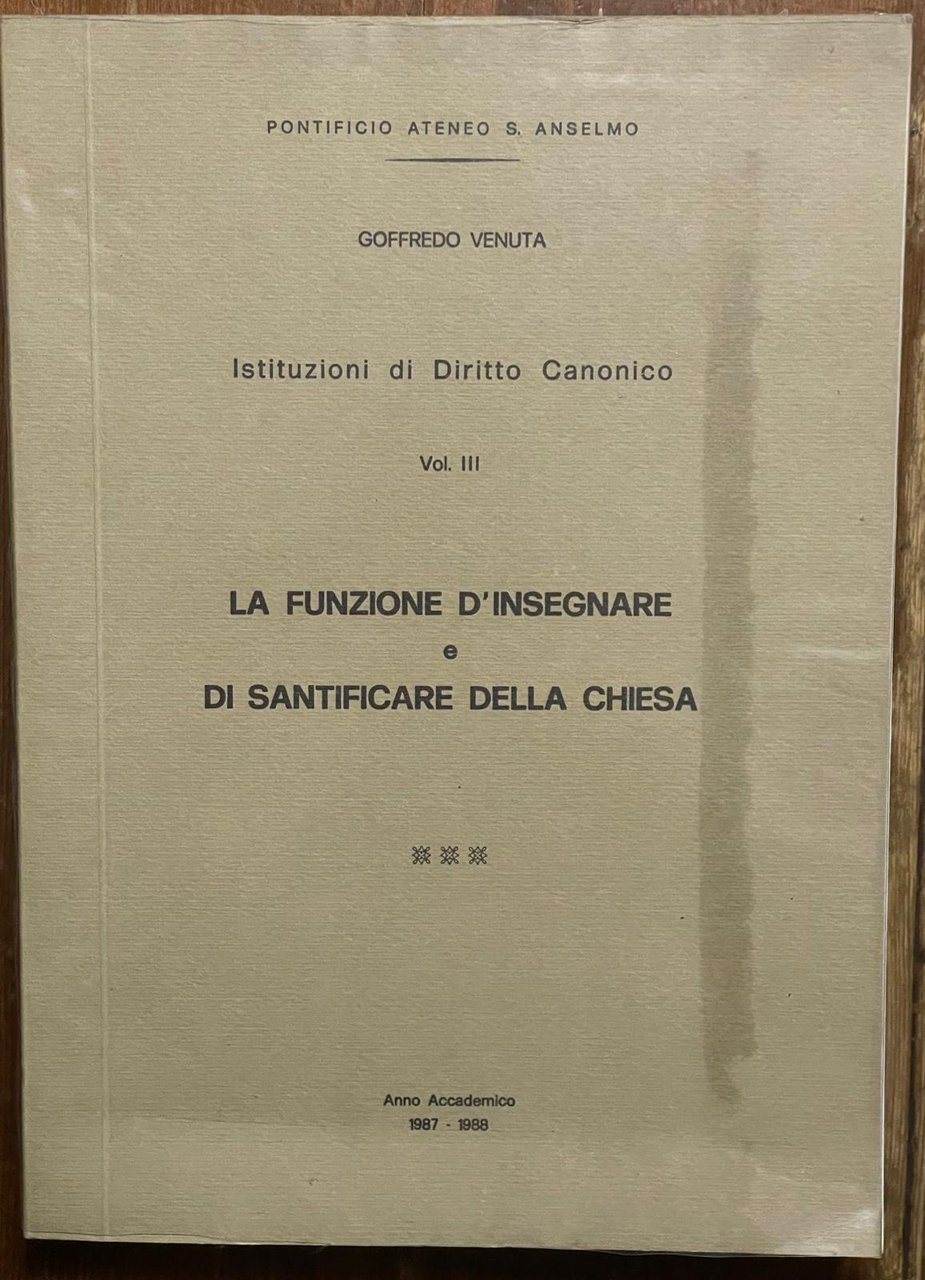 PONTIFICIO ATENEO S. ANSELMO
GOFFREDO VENUTA
Istituzioni di Diritto Canonico
Vol. III
LA FUNZIONE D'INSEGNARE
e
DI SANTIFICARE DELLA CHIESA
Anno Accademico
1987 - 1988